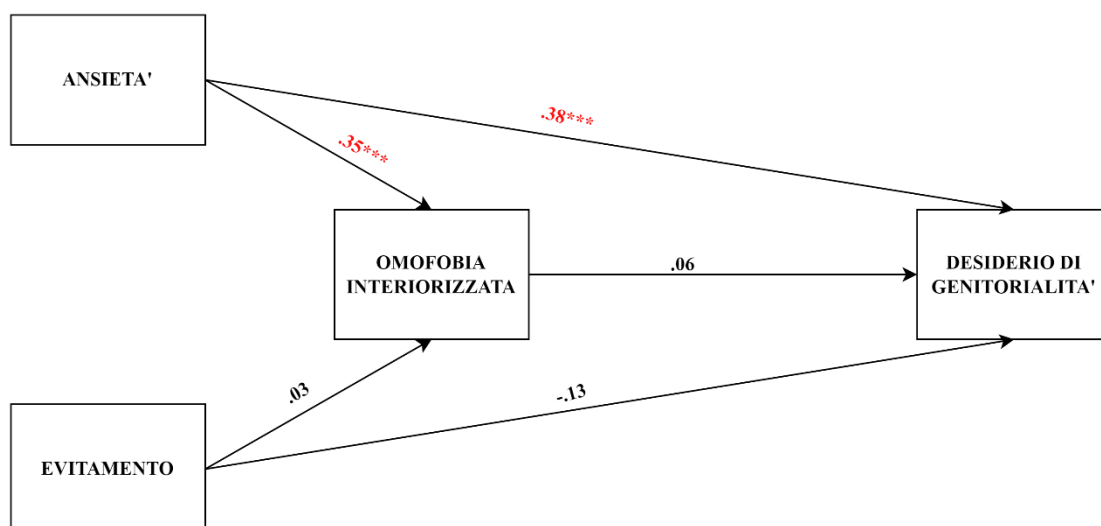 ANSIETA'
.38***
.35***
OMOFOBIA
INTERIORIZZATA
.06
DESIDERIO DI
GENITORIALITA'
.03
-.13
EVITAMENTO